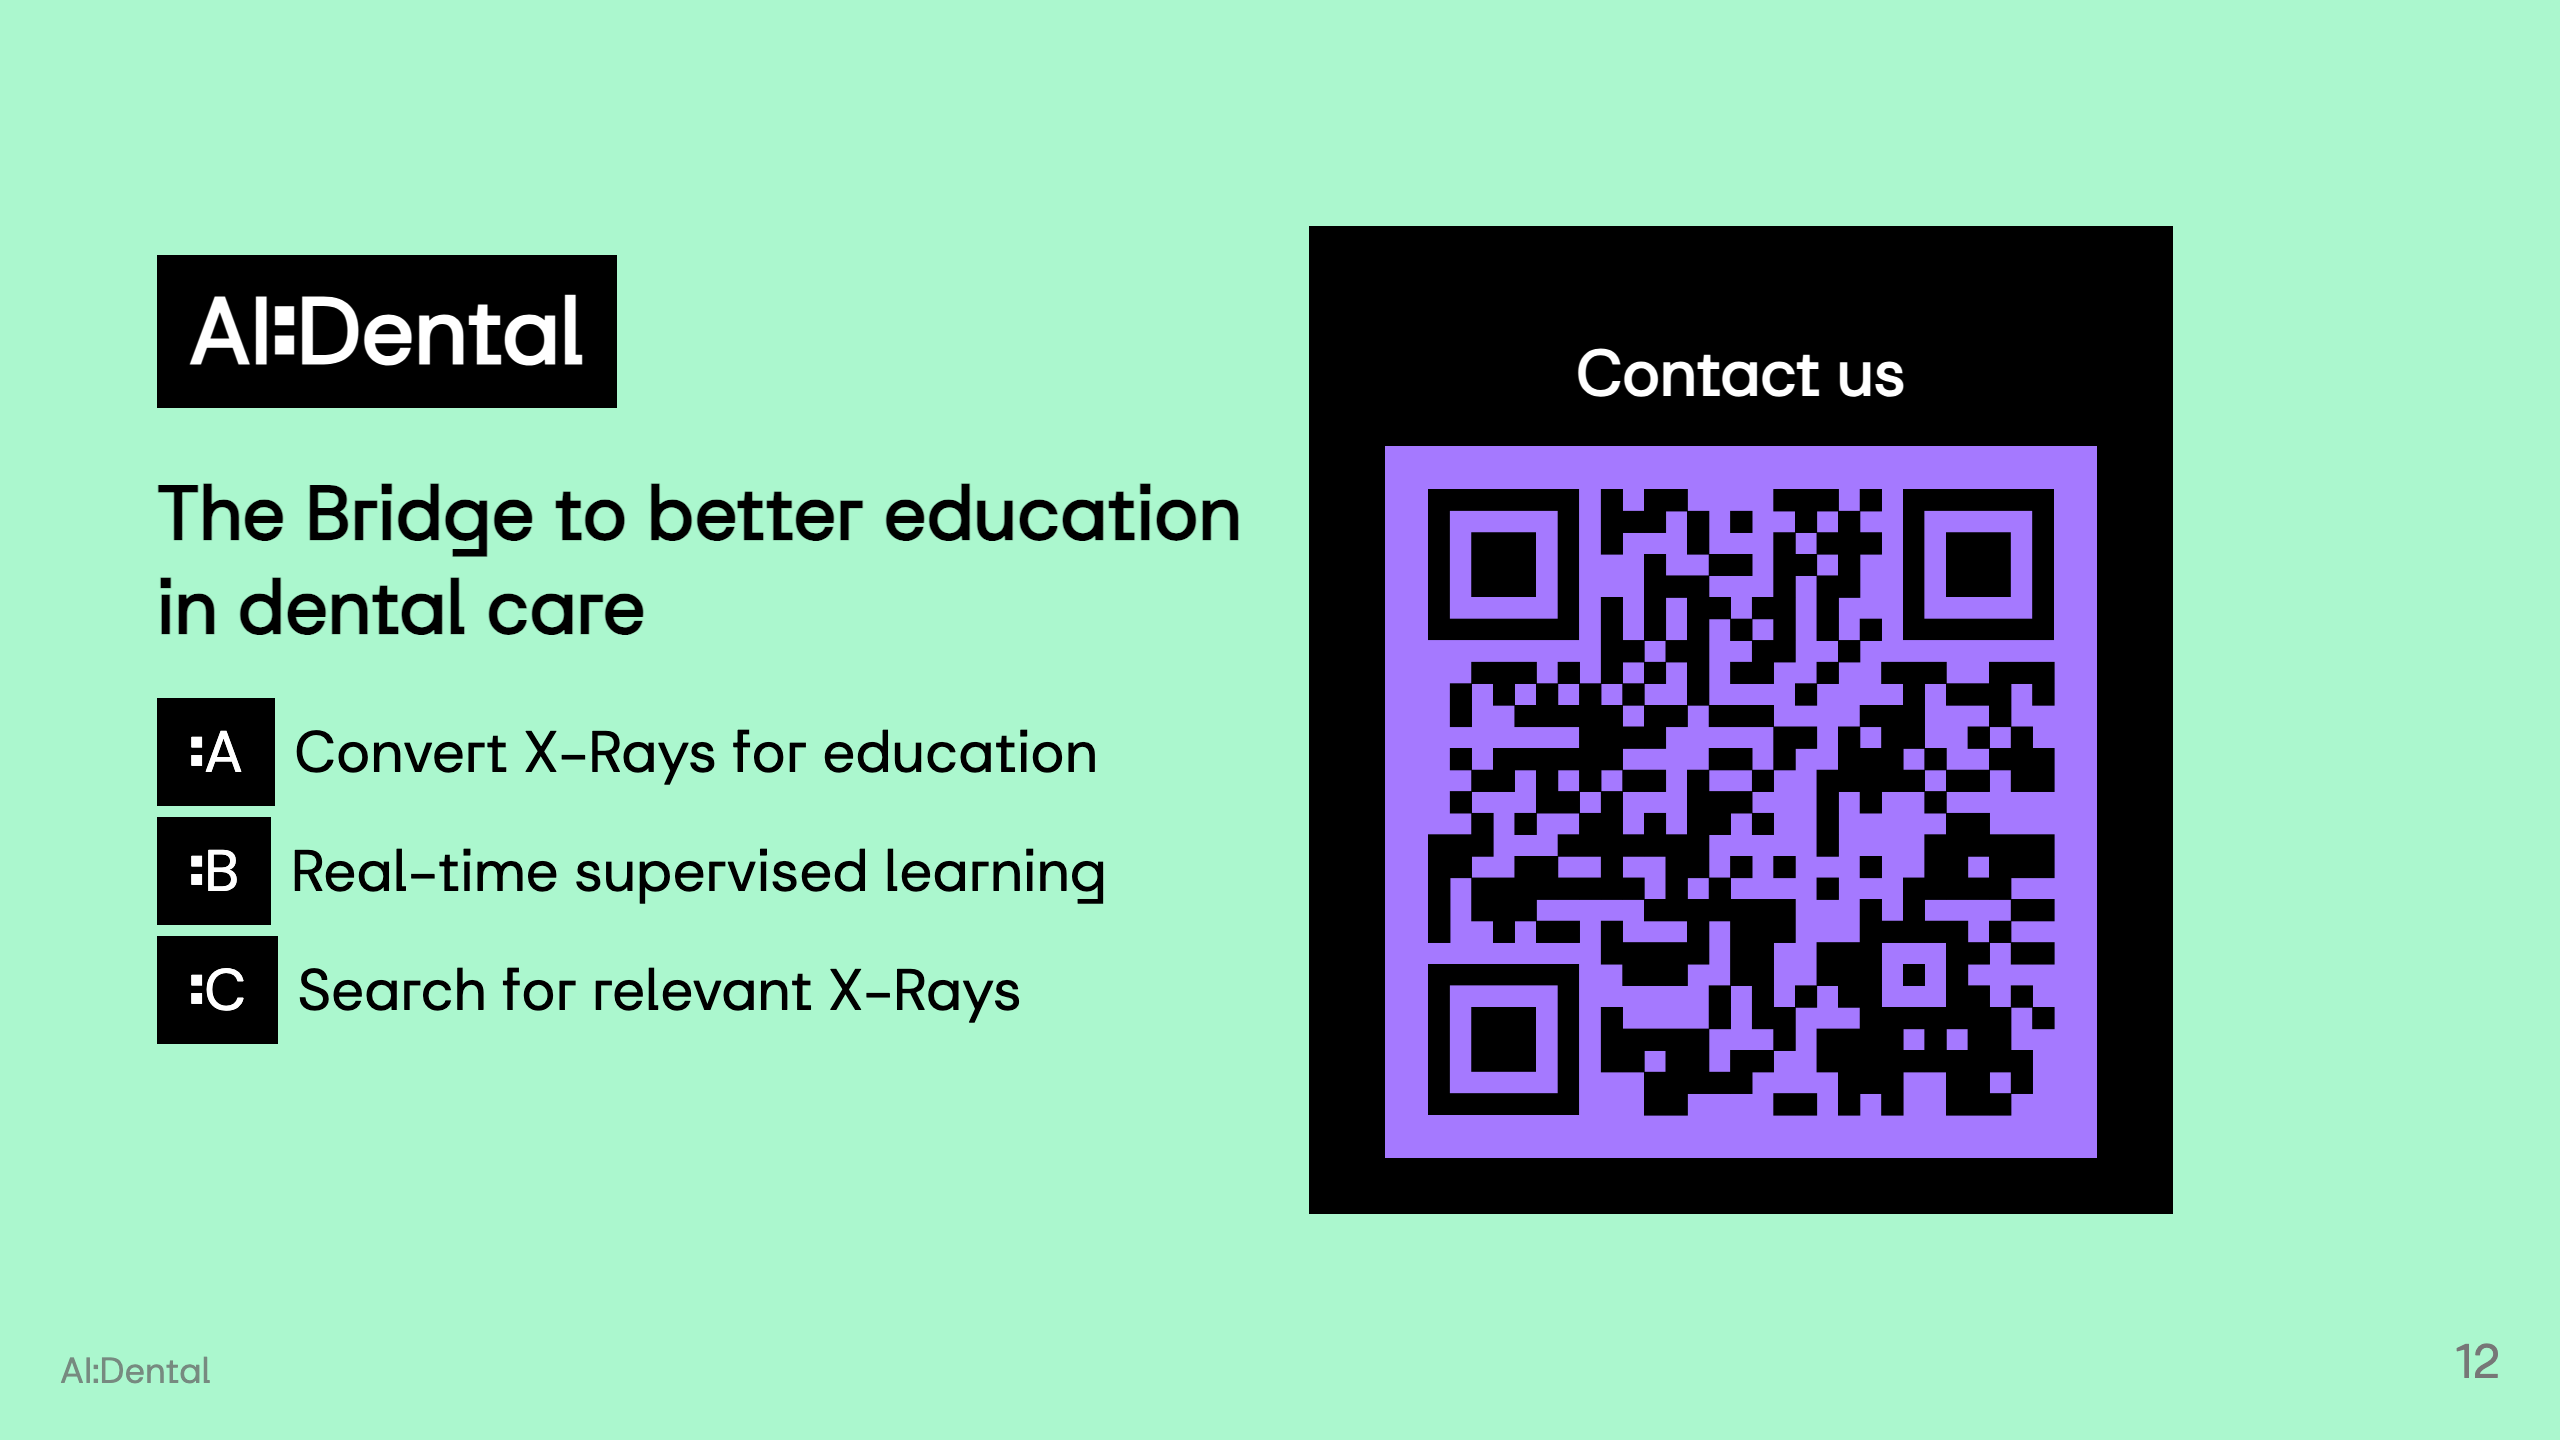 AI:Dental
The Bridge to better education
in dental care
:A Convert X-Rays for education
:B Real-time supervised learning
:C Search for relevant X-Rays
Contact us
AI:Dental
12